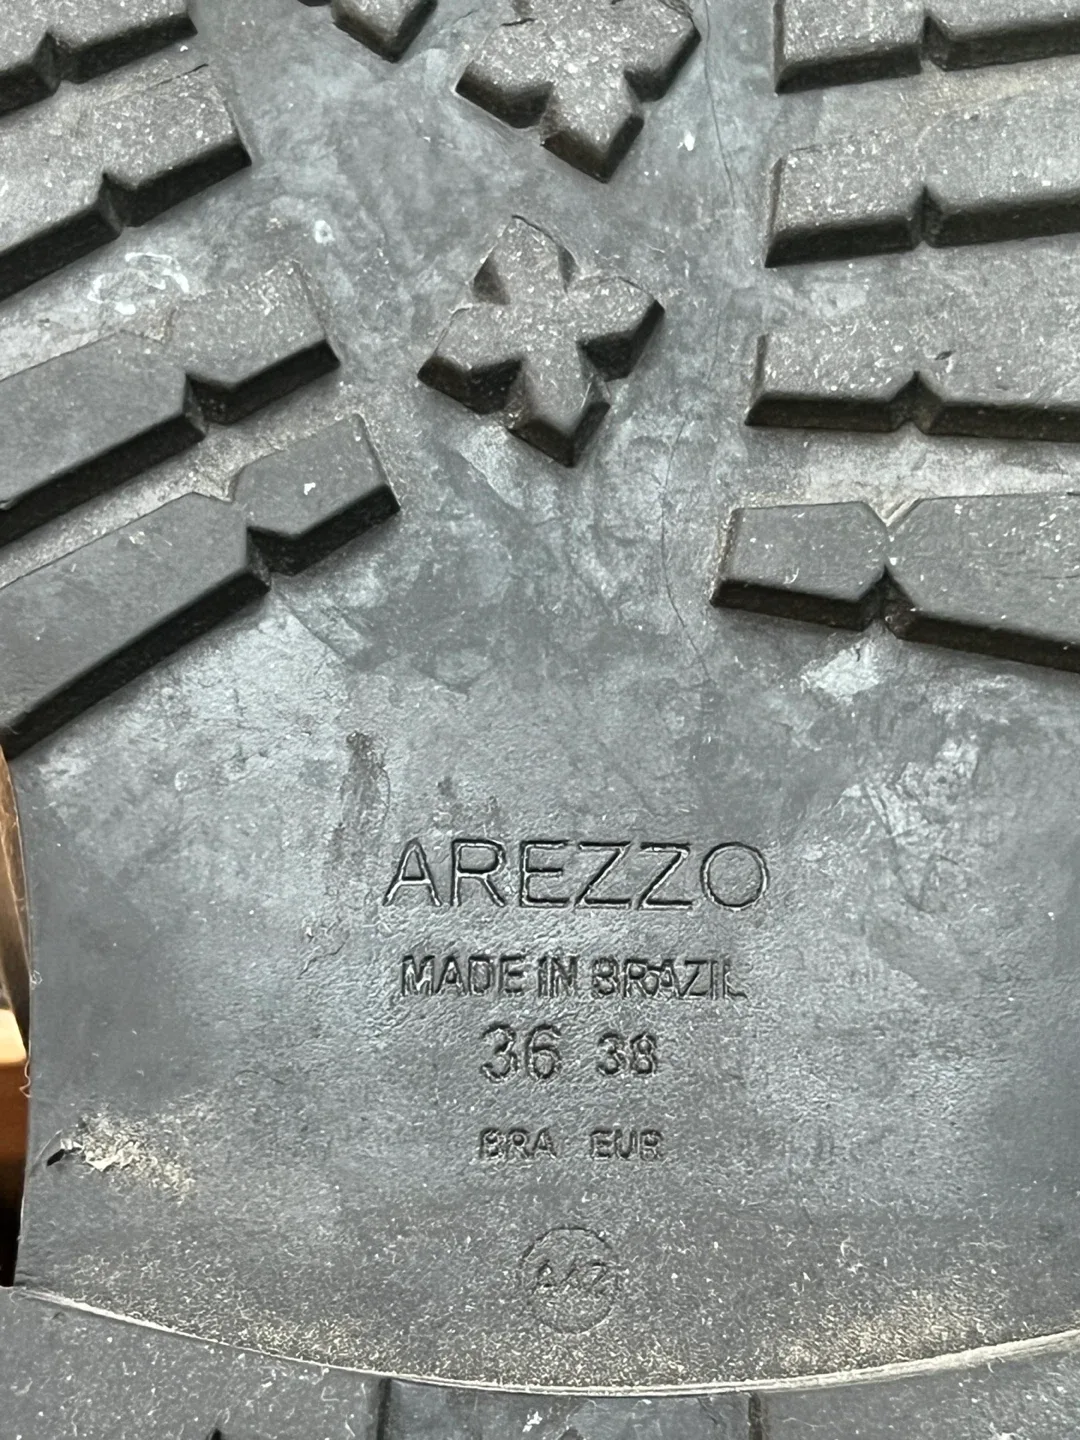 AREZZO
MADE IN BRAZIL
36 38
BRA EUR